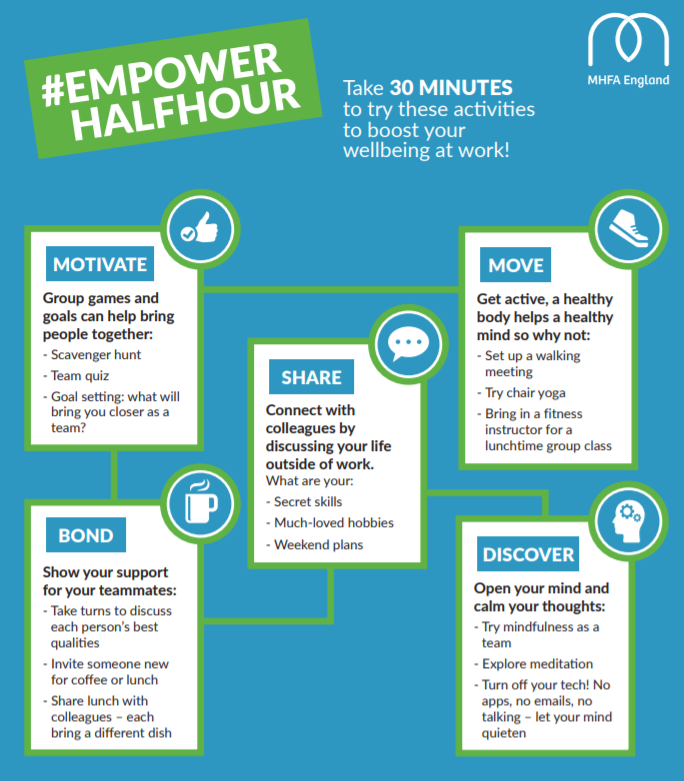 #EMPOWER
HALFHOUR
Take 30 MINUTES
to try these activities
to boost your
wellbeing at work!
MHFA England
MOTIVATE
Group games and
goals can help bring
people together:
- Scavenger hunt
- Team quiz
- Goal setting: what will
bring you closer as a
team?
MOVE
Get active, a healthy
body helps a healthy
mind so why not:
- Set up a walking
meeting
- Try chair yoga
- Bring in a fitness
instructor for a
lunchtime group class
SHARE
Connect with
colleagues by
discussing your life
outside of work.
What are your:
- Secret skills
- Much-loved hobbies
- Weekend plans
BOND
Show your support
for your teammates:
- Take turns to discuss
each person's best
qualities
- Invite someone new
for coffee or lunch
- Share lunch with
colleagues – each
bring a different dish
DISCOVER
Open your mind and
calm your thoughts:
- Try mindfulness as a
team
- Explore meditation
- Turn off your tech! No
apps, no emails, no
talking – let your mind
quieten